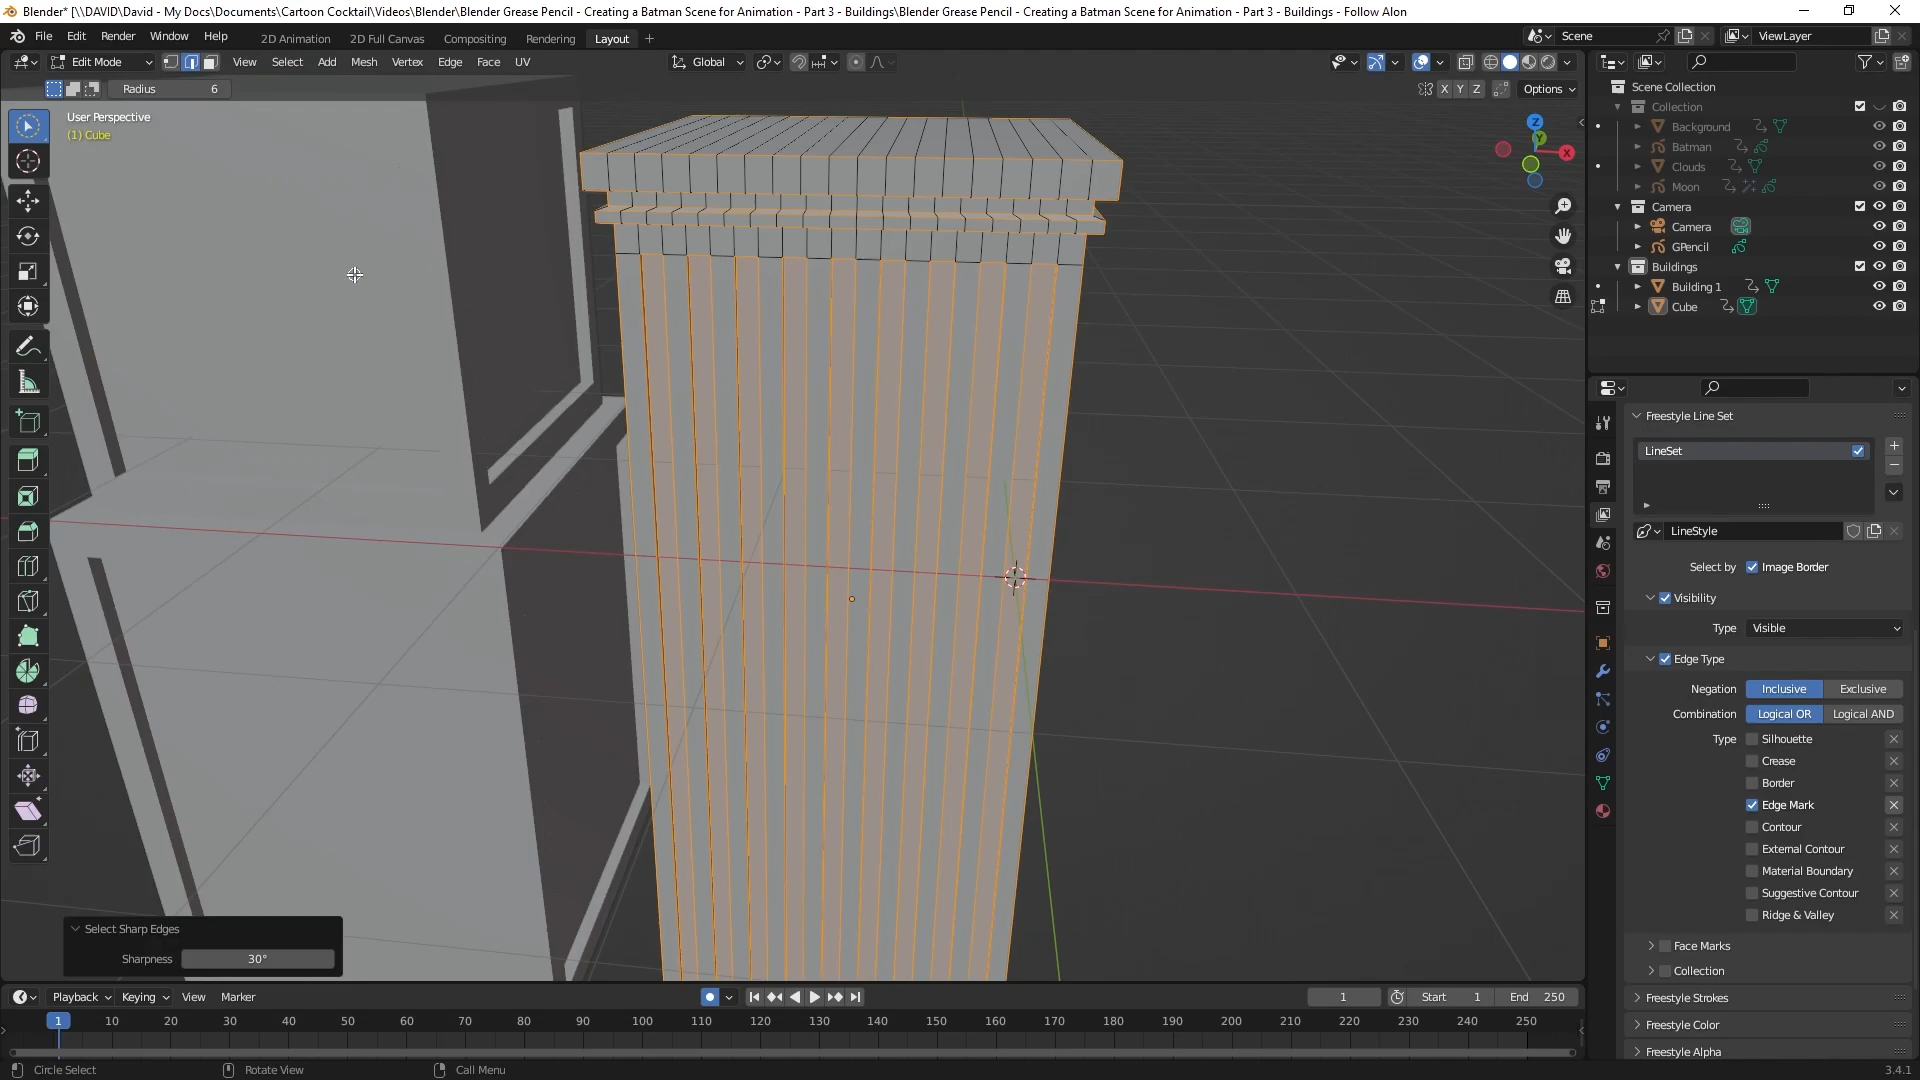 Blender* [\\DAVID\David - My Docs\Documents\Cartoon Cocktail\Videos\Blender\Blender Grease Pencil - Creating a Batman Scene for Animation - Part 3 - Buildings\Blender Grease Pencil - Creating a Batman Scene for Animation - Part 3 - Buildings - Follow Alon
File Edit Render Window Help 2D Animation 2D Full Canvas Compositing Rendering Layout + Scene ViewLayer
Edit Mode View Select Add Mesh Vertex Edge Face UV Global
Radius 6 X Y Z Options
User Perspective
(1) Cube
Z
Y
X
Scene Collection
Collection
Background
Batman
Clouds
Moon
Camera
Camera
GPencil
Buildings
Building 1
Cube
Freestyle Line Set
LineSet
LineStyle
Select by Image Border
Visibility
Type Visible
Edge Type
Negation Inclusive Exclusive
Combination Logical OR Logical AND
Type Silhouette
Crease
Border
Edge Mark
Contour
External Contour
Material Boundary
Suggestive Contour
Ridge & Valley
Face Marks
Collection
Freestyle Strokes
Freestyle Color
Freestyle Alpha
Select Sharp Edges
Sharpness 30°
Playback Keying View Marker 1 Start 1 End 250
1 10 20 30 40 50 60 70 80 90 100 110 120 130 140 150 160 170 180 190 200 210 220 230 240 250
Circle Select Rotate View Call Menu 3.4.1